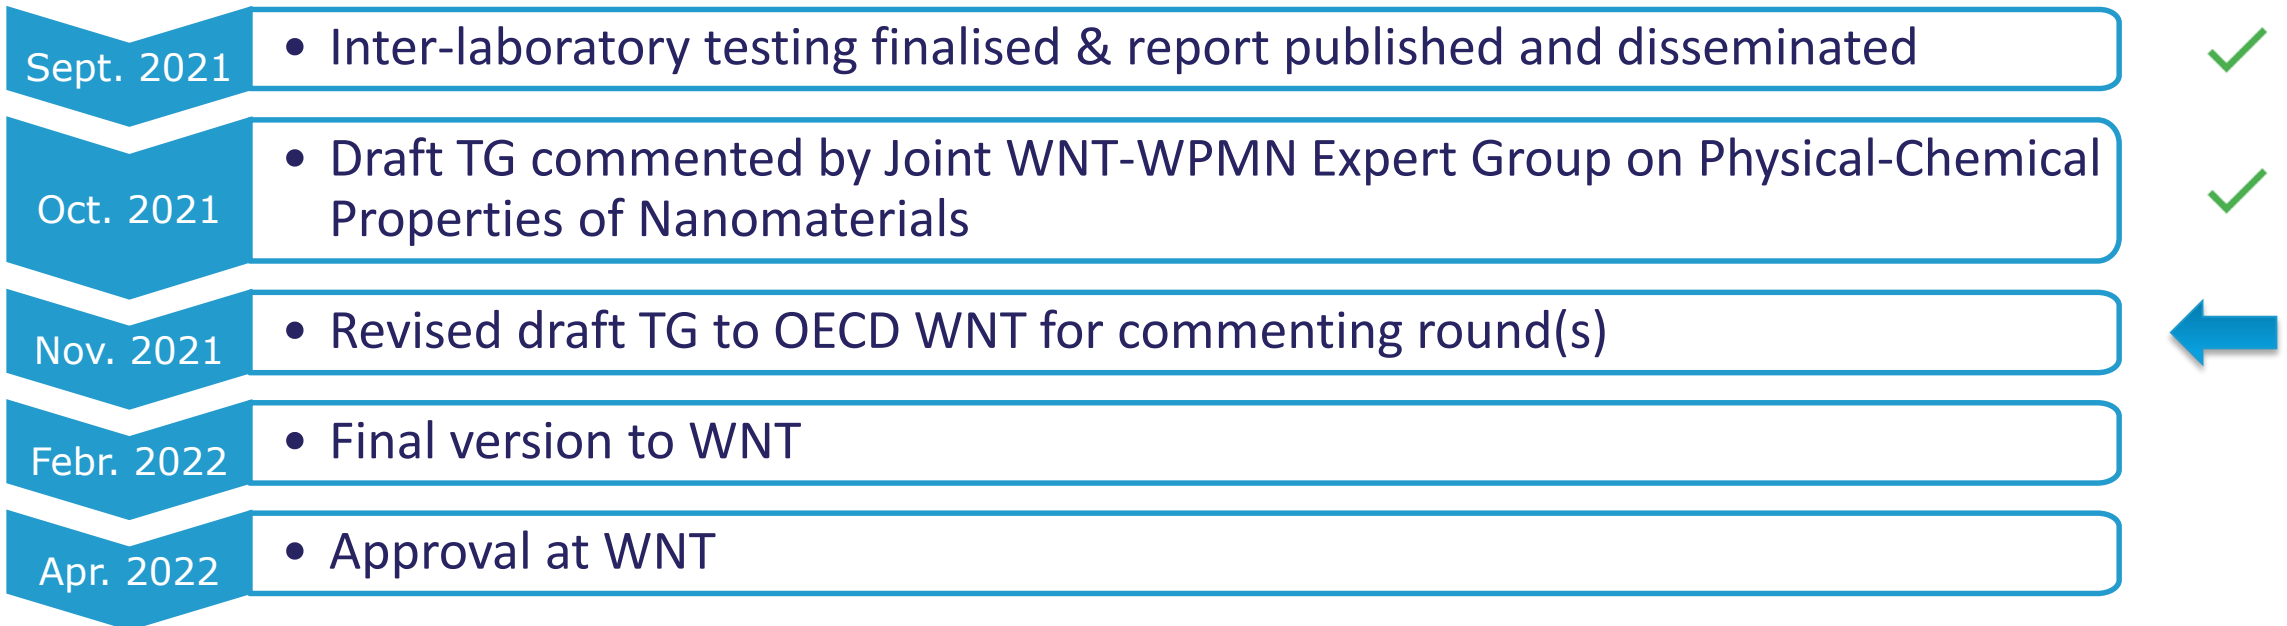 Sept. 2021
• Inter-laboratory testing finalised & report published and disseminated
Oct. 2021
• Draft TG commented by Joint WNT-WPMN Expert Group on Physical-Chemical
Properties of Nanomaterials
Nov. 2021
• Revised draft TG to OECD WNT for commenting round(s)
Febr. 2022
• Final version to WNT
Apr. 2022
• Approval at WNT